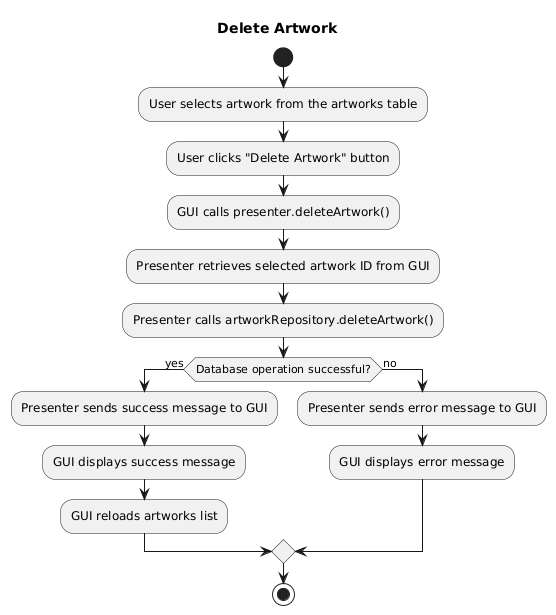 Delete Artwork
User selects artwork from the artworks table
User clicks "Delete Artwork" button
GUI calls presenter.deleteArtwork()
Presenter retrieves selected artwork ID from GUI
Presenter calls artworkRepository.deleteArtwork()
yes
Database operation successful?
no
Presenter sends success message to GUI
Presenter sends error message to GUI
GUI displays success message
GUI displays error message
GUI reloads artworks list